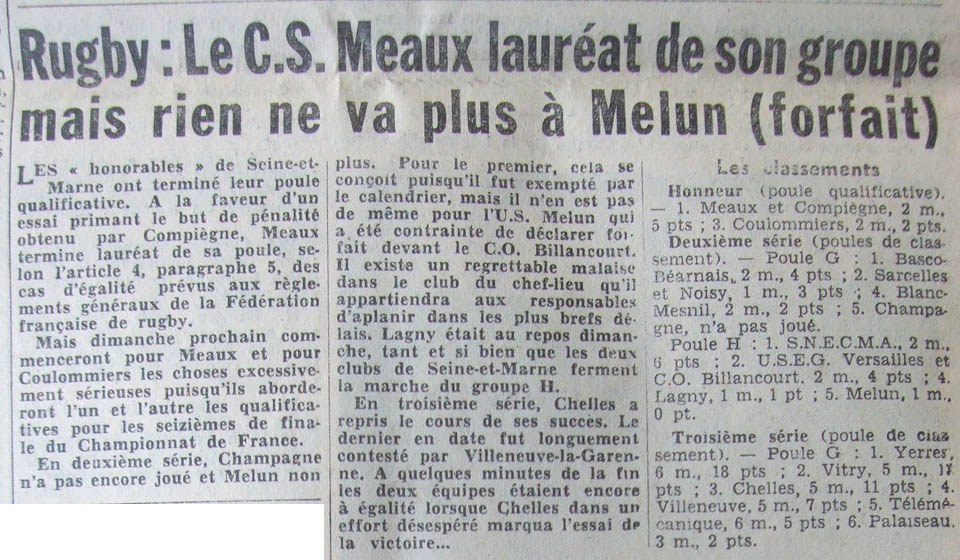 Rugby : Le C.S. Meaux lauréat de son groupe
mais rien ne va plus à Melun (forfait)
LES « honorables » de Seine-et-
Marne ont terminé leur poule
qualificative. A la faveur d'un
essai primant le but de pénalité
obtenu par Compiègne, Meaux
termine lauréat de sa poule, se-
lon l'article 4, paragraphe 5, des
cas d'égalité prévus aux règle-
ments généraux de la Fédération
française de rugby.
Mais dimanche prochain com-
menceront pour Meaux et pour
Coulommiers les choses excessive-
ment sérieuses puisqu'ils aborde-
ront l'un et l'autre les qualifica-
tives pour les seizièmes de fina-
le du Championnat de France.
En deuxième série, Champagne
n'a pas encore joué et Melun non
plus. Pour le premier, cela se
conçoit puisqu'il fut exempté par
le calendrier, mais il n'en est pas
de même pour l'U.S. Melun qui
a été contrainte de déclarer for-
fait devant le C.O. Billancourt.
Il existe un regrettable malaise
dans le club du chef-lieu qu'il
appartiendra aux responsables
d'aplanir dans les plus brefs dé-
lais. Lagny était au repos diman-
che, tant et si bien que les deux
clubs de Seine-et-Marne ferment
la marche du groupe H.
En troisième série, Chelles a
repris le cours de ses succès. Le
dernier en date fut longuement
contesté par Villeneuve-la-Garen-
ne. A quelques minutes de la fin
les deux équipes étaient encore
à égalité lorsque Chelles dans un
effort désespéré marqua l'essai de
la victoire...
Les classements
Honneur (poule qualificative).
— 1. Meaux et Compiègne, 2 m.,
5 pts ; 3. Coulommiers, 2 m., 2 pts.
Deuxième série (poules de clas-
sement). — Poule G : 1. Basco-
Béarnais, 2 m., 4 pts ; 2. Sarcelles
et Noisy, 1 m., 3 pts ; 4. Blanc-
Mesnil, 2 m., 2 pts ; 5. Champa-
gne, n'a pas joué.
Poule H : 1. S.N.E.C.M.A., 2 m.,
6 pts ; 2. U.S.E.G. Versailles et
C.O. Billancourt. 2 m., 4 pts ; 4.
Lagny, 1 m., 1 pt ; 5. Melun, 1 m.,
0 pt.
Troisième série (poule de clas
sement). — Poule G : 1. Yerres,
6 m., 18 pts ; 2. Vitry, 5 m.,
pts ; 3. Chelles, 5 m., 11 pts ; 4.
Villeneuve, 5 m., 7 pts ; 5. Télémé-
canique, 6 m., 5 pts ; 6. Palaiseau,
3 m., 2 pts.